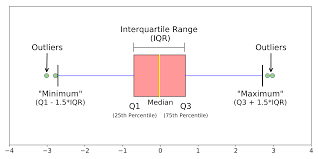 Interquartile Range
(IQR)
Outliers
Outliers
"Minimum"
(Q1 - 1.5*IQR)
"Maximum"
(Q3 + 1.5*IQR)
Q1
Median
Q3
(25th Percentile)
(75th Percentile)
−4
−3
−2
−1
0
1
2
3
4